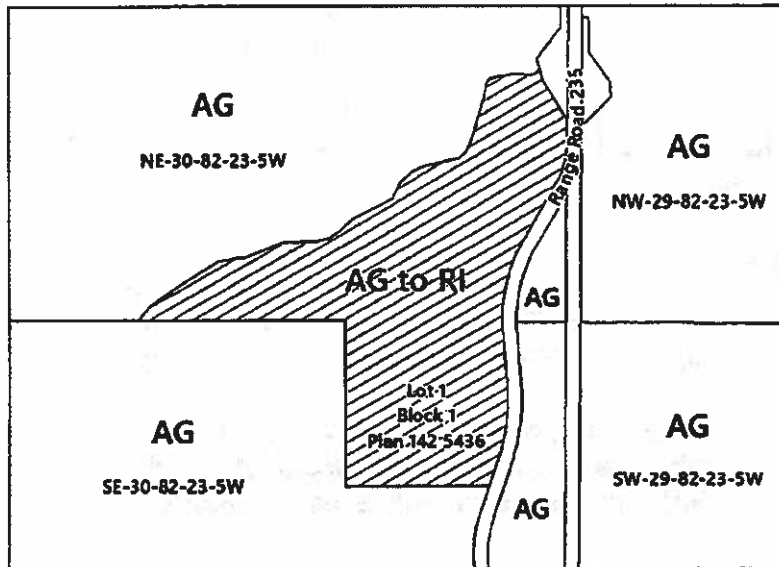 AG
NE-30-82-23-5W
Range Road 235
AG
NW-29-82-23-5W
AG to RI
AG
Lot 1
Block 1
Plan 142 5436
AG
SE-30-82-23-5W
AG
SW-29-82-23-5W
AG